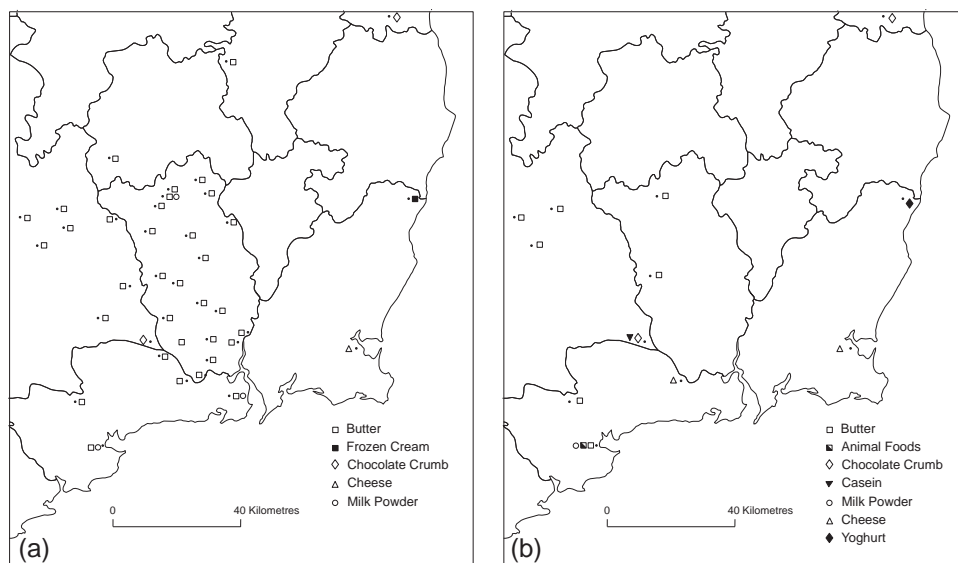 Butter
Frozen Cream
Chocolate Crumb
Cheese
Milk Powder
0 40 Kilometres
(a)
Butter
Animal Foods
Chocolate Crumb
Casein
Milk Powder
Cheese
Yoghurt
0 40 Kilometres
(b)